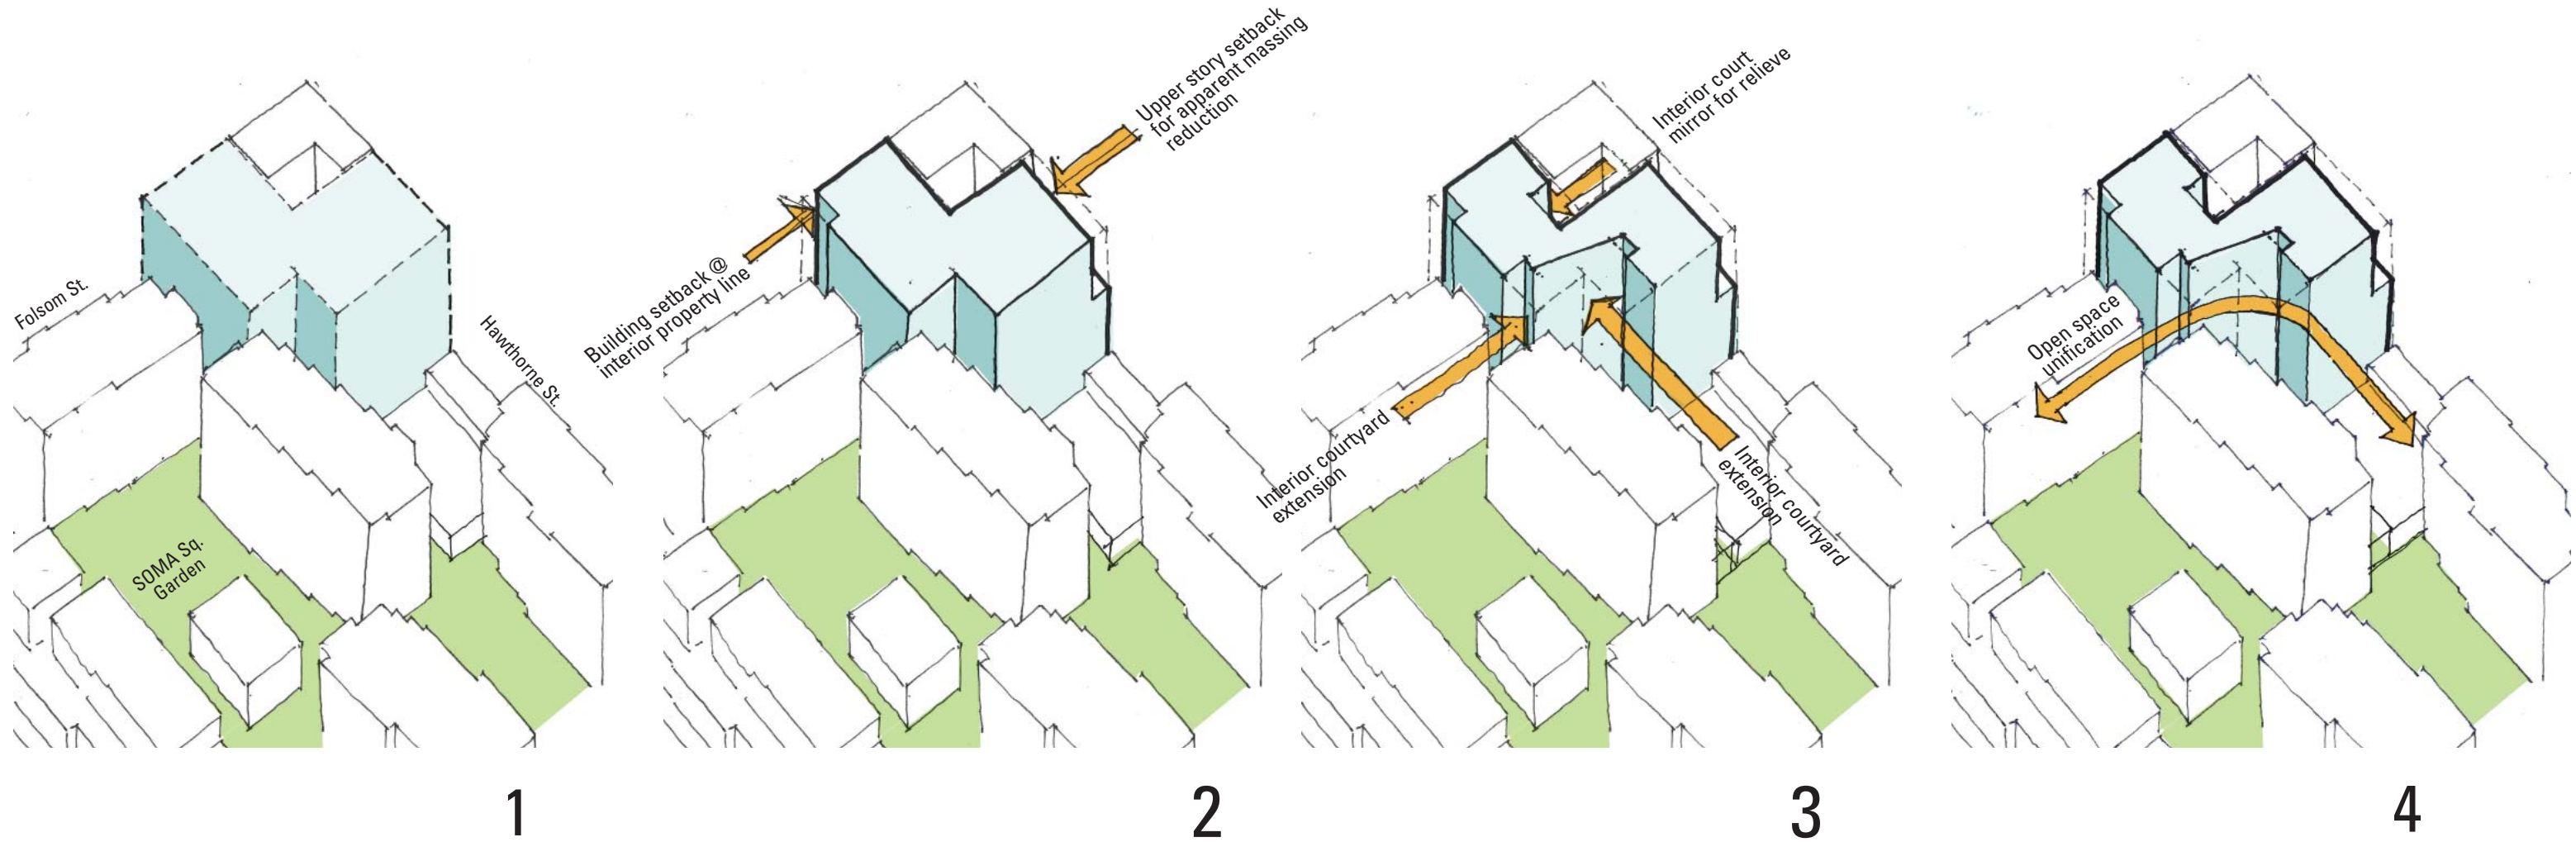 Folsom St.
Hawthorne St.
SOMA Sq.
Garden
1
Building setback @
interior property line
Upper story setback
for apparent massing
reduction
2
Interior court
mirror for relieve
Interior courtyard
extension
Interior courtyard
extension
3
Open space
unification
4